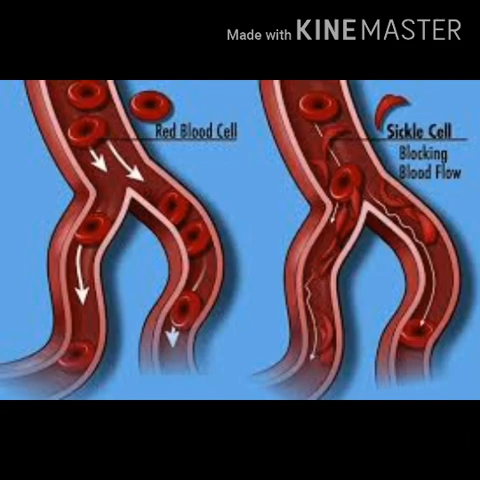 Made with KINEMASTER
Red Blood Cell
Sickle Cell
Blocking
Blood Flow